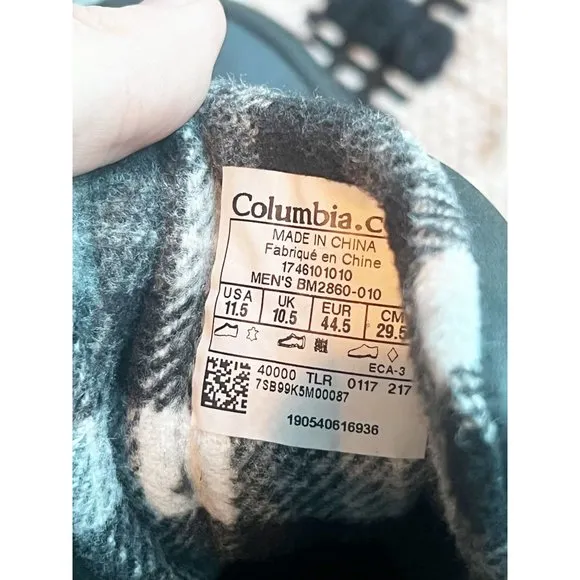 Columbia.c
MADE IN CHINA
Fabriqué en Chine
1746101010
MEN'S BM2860-010
USA UK EUR CM
11.5 10.5 44.5 29.5
ECA-3
40000 TLR 0117 217
7SB99K5M00087
190540616936